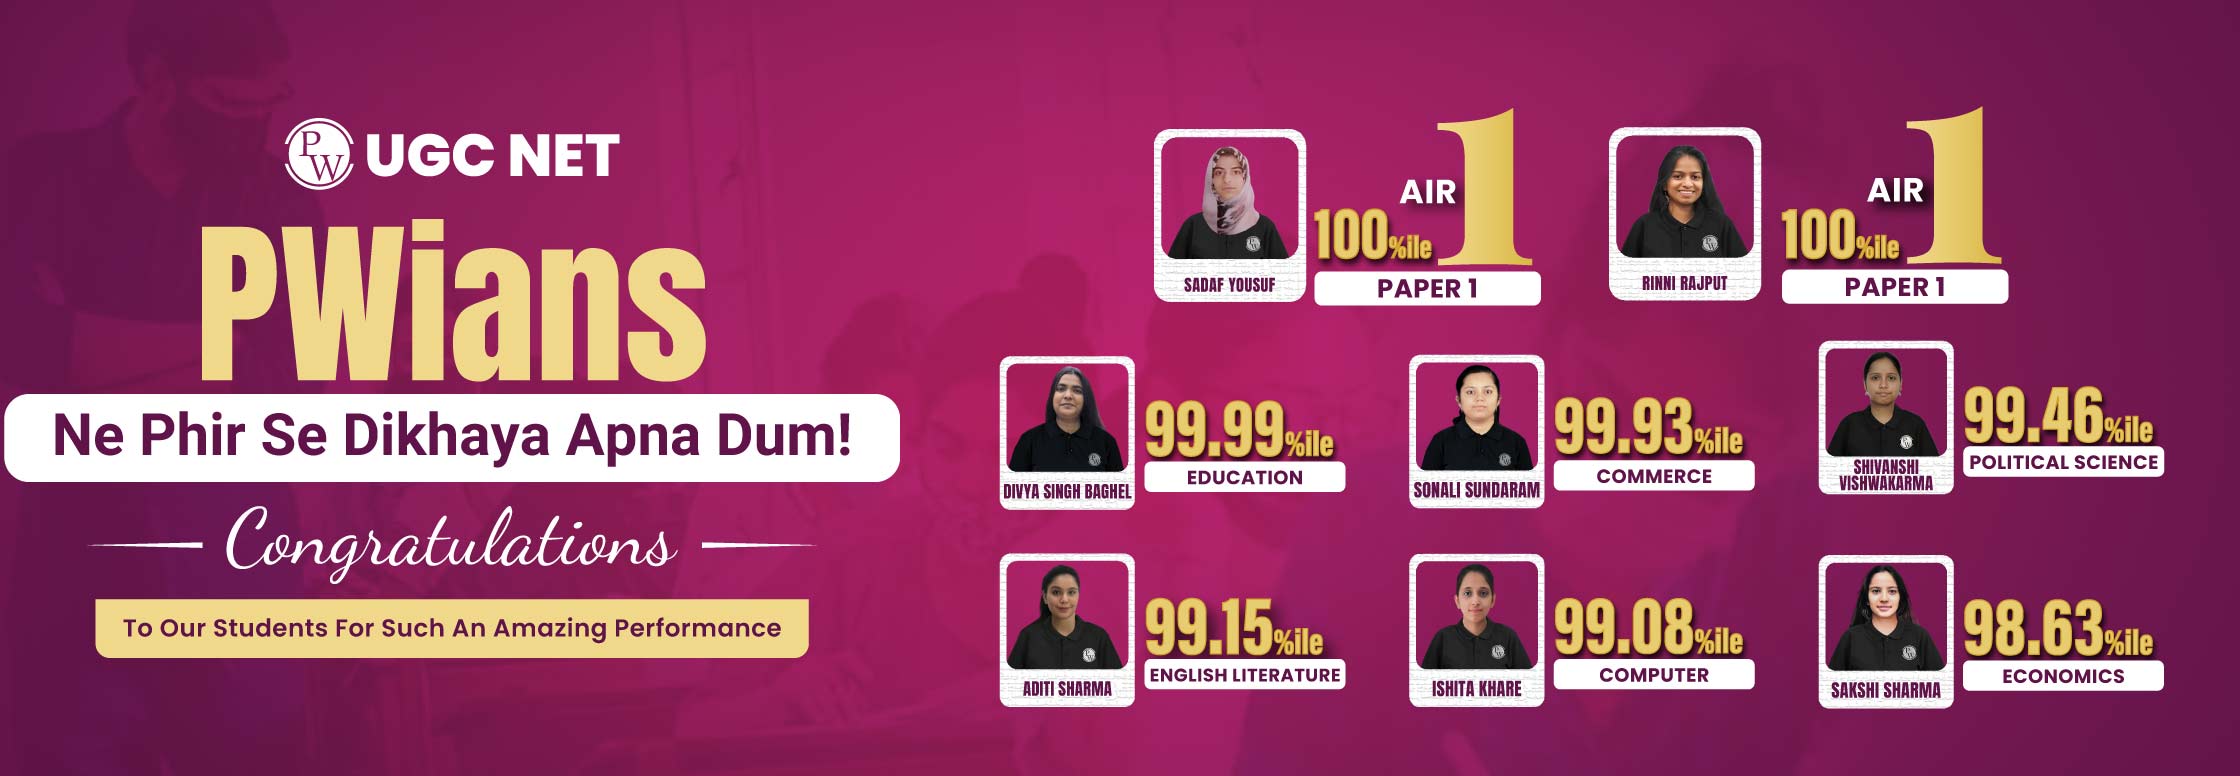 PW UGC NET
PWians
Ne Phir Se Dikhaya Apna Dum!
Congratulations
To Our Students For Such An Amazing Performance
SADAF YOUSUF
AIR 1
100%ile
PAPER 1
RINNI RAJPUT
AIR 1
100%ile
PAPER 1
DIVYA SINGH BAGHEL
99.99%ile
EDUCATION
SONALI SUNDARAM
99.93%ile
COMMERCE
SHIVANSHI
VISHWAKARMA
99.46%ile
POLITICAL SCIENCE
ADITI SHARMA
99.15%ile
ENGLISH LITERATURE
ISHITA KHARE
99.08%ile
COMPUTER
SAKSHI SHARMA
98.63%ile
ECONOMICS